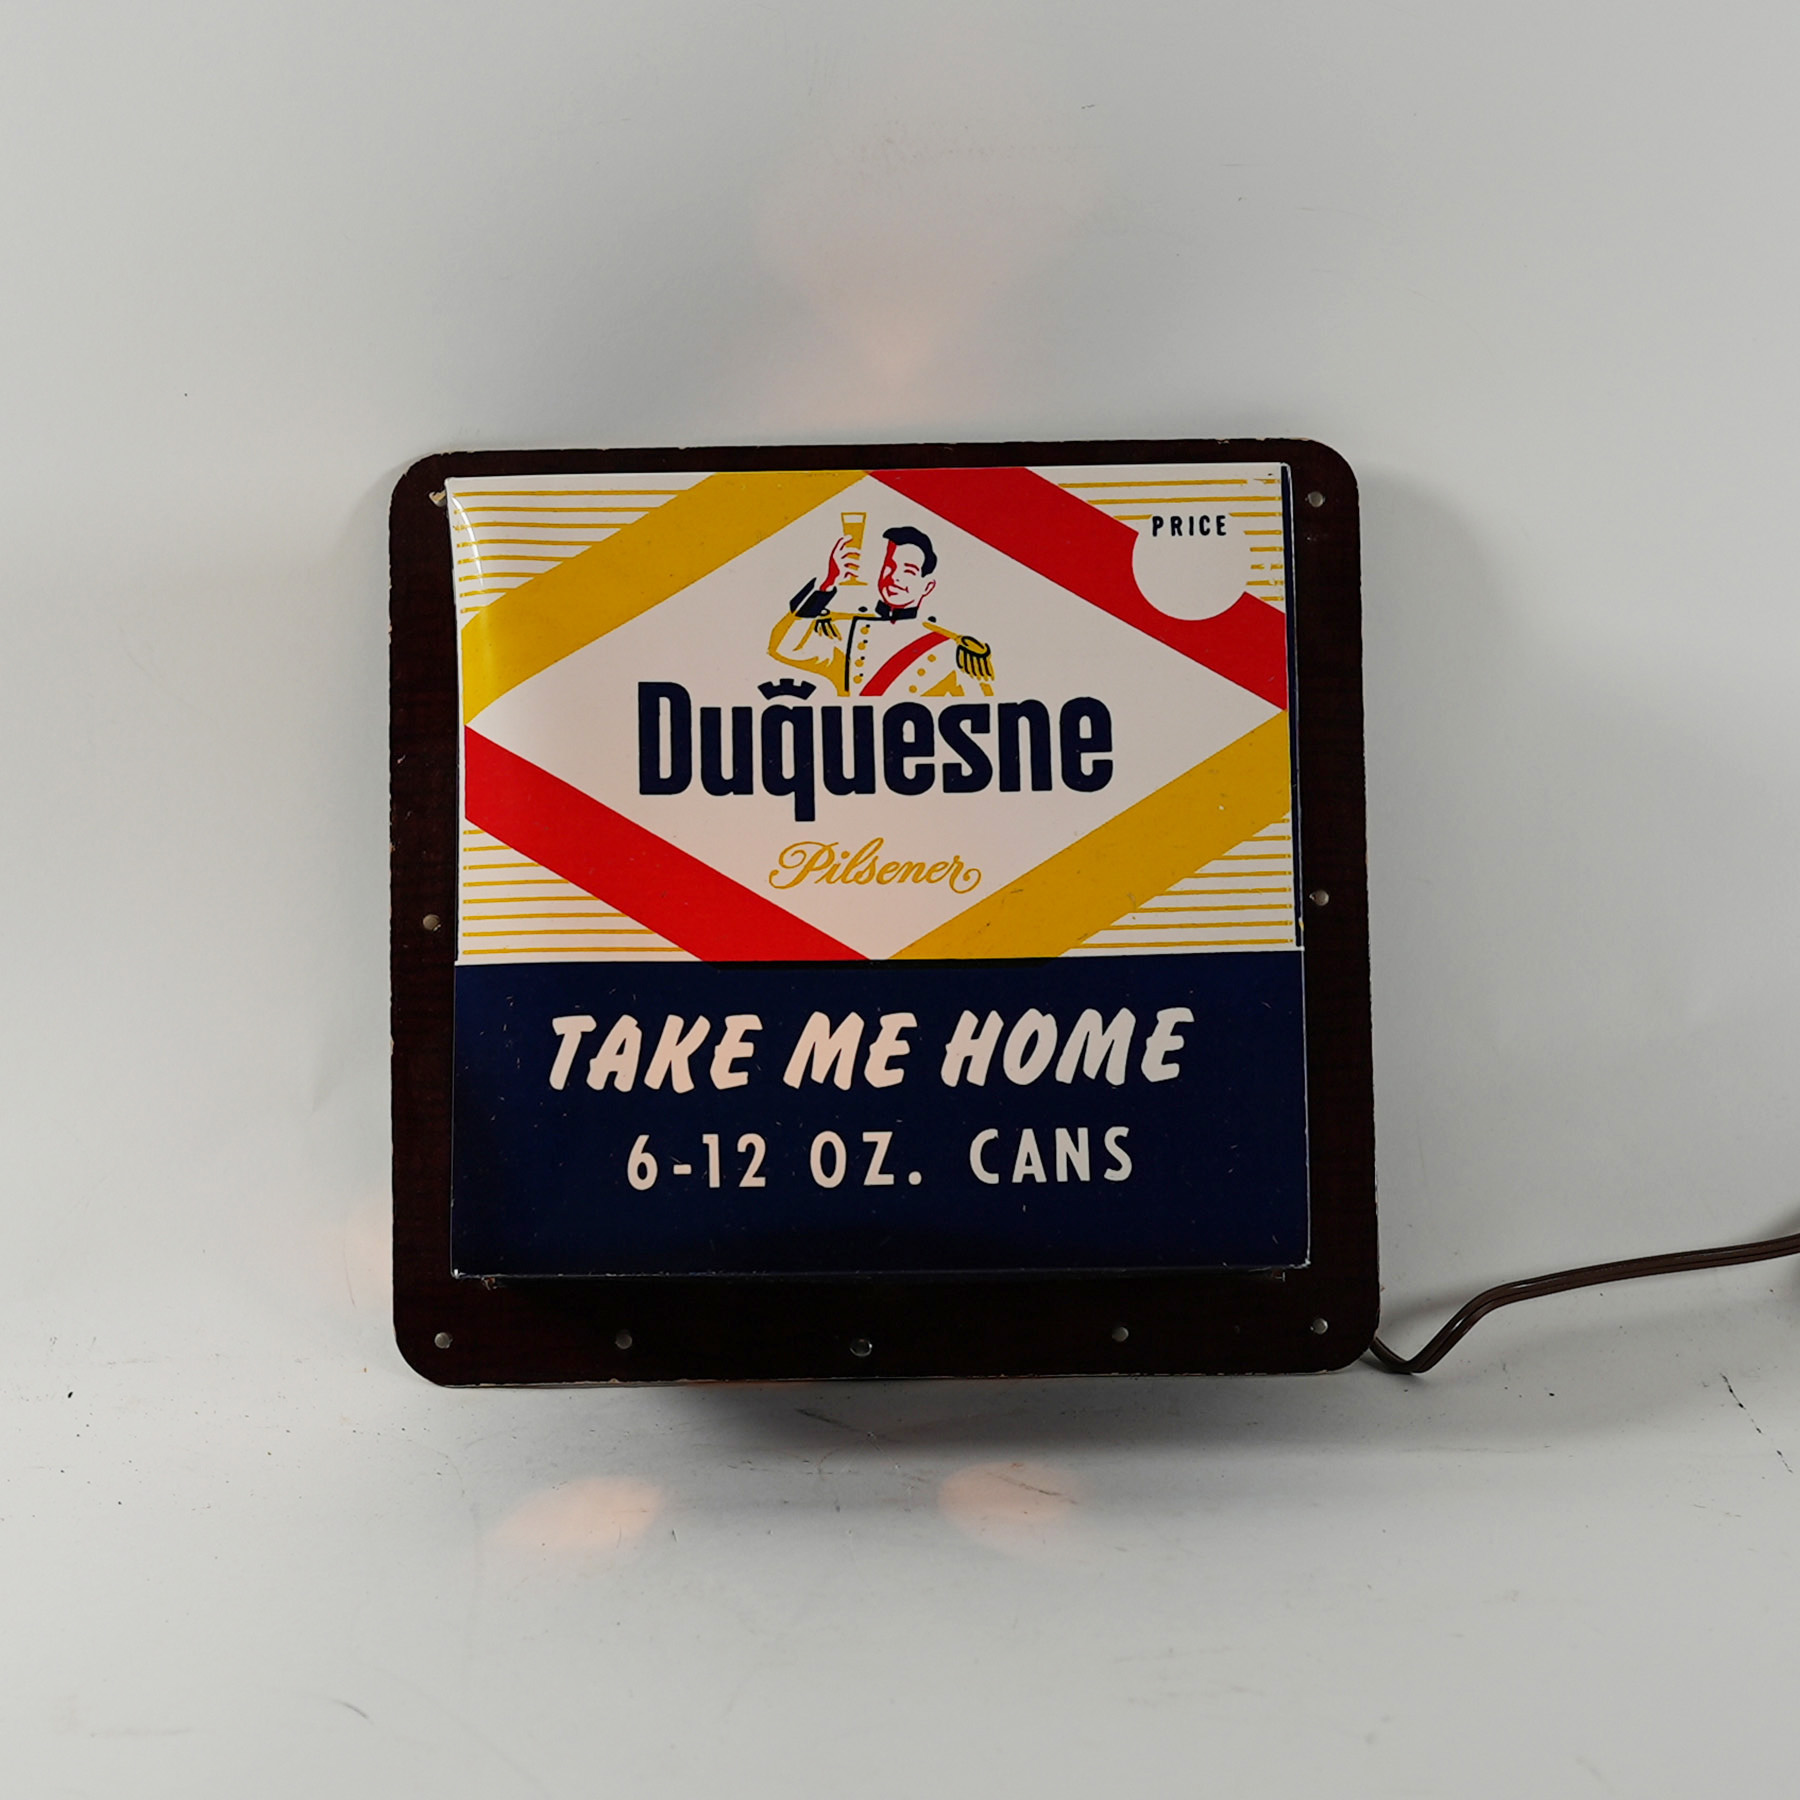 PRICE
Duquesne
Pilsener
TAKE ME HOME
6-12 OZ. CANS